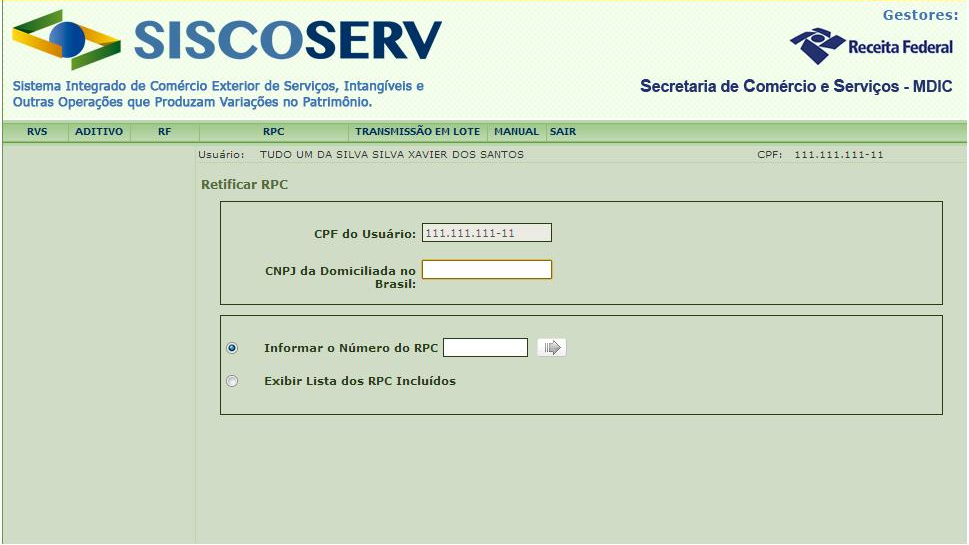 Gestores:
SISCOSERV
Receita Federal
Sistema Integrado de Comércio Exterior de Serviços, Intangíveis e
Outras Operações que Produzam Variações no Patrimônio.
Secretaria de Comércio e Serviços - MDIC
RVS ADITIVO RF RPC TRANSMISSÃO EM LOTE MANUAL SAIR
Usuário: TUDO UM DA SILVA SILVA XAVIER DOS SANTOS CPF: 111.111.111-11
Retificar RPC
CPF do Usuário: 111.111.111-11
CNPJ da Domiciliada no
Brasil:
Informar o Número do RPC
Exibir Lista dos RPC Incluídos